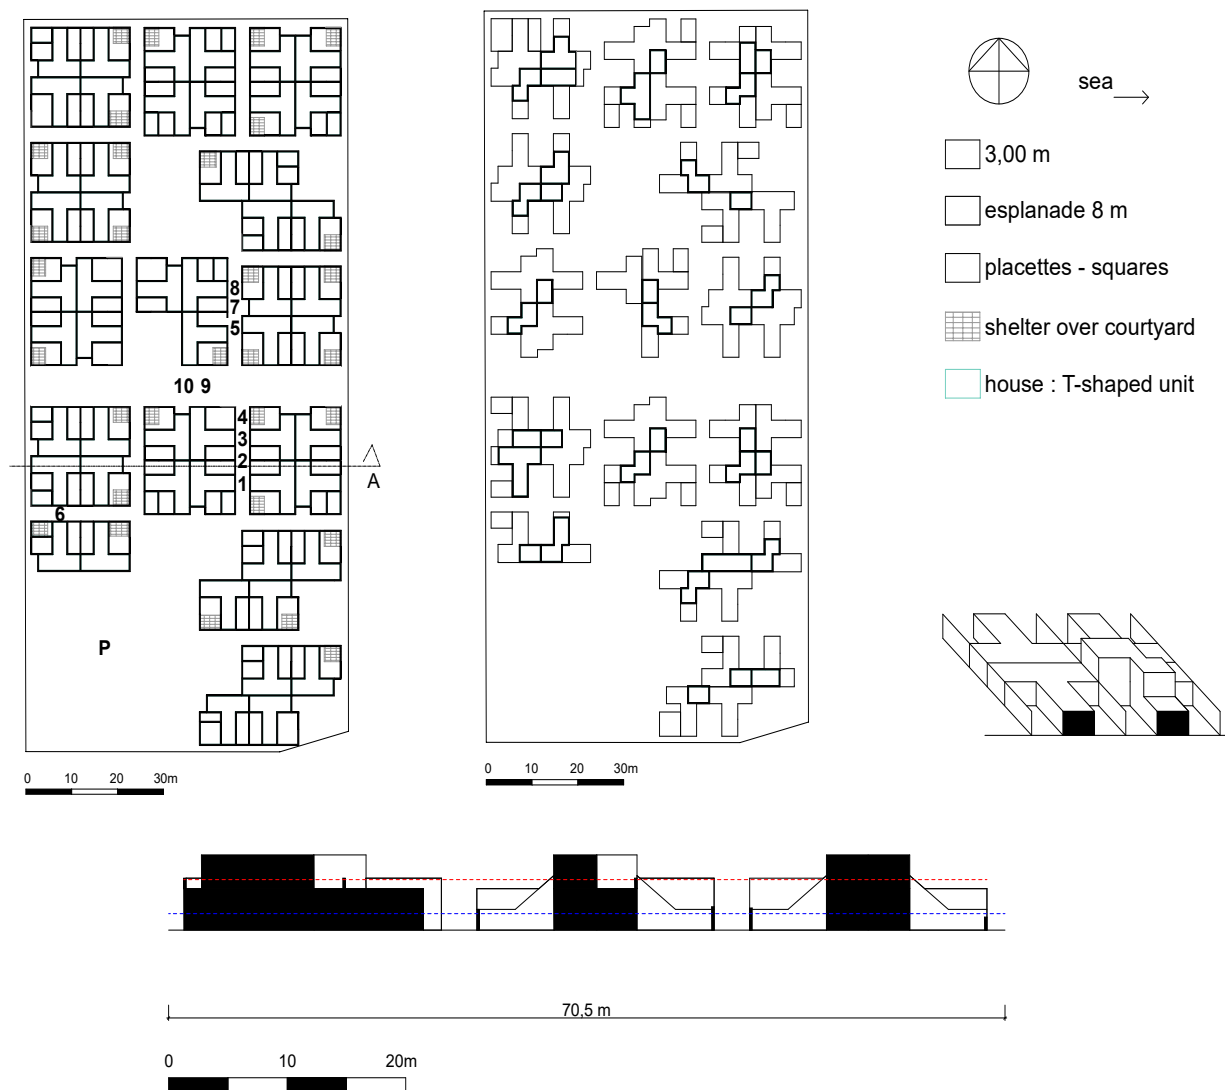 sea
3,00 m
esplanade 8 m
placettes - squares
shelter over courtyard
house : T-shaped unit
8
7
5
10 9
4
3
2
1
A
6
P
0 10 20 30m
0 10 20 30m
70,5 m
0 10 20m